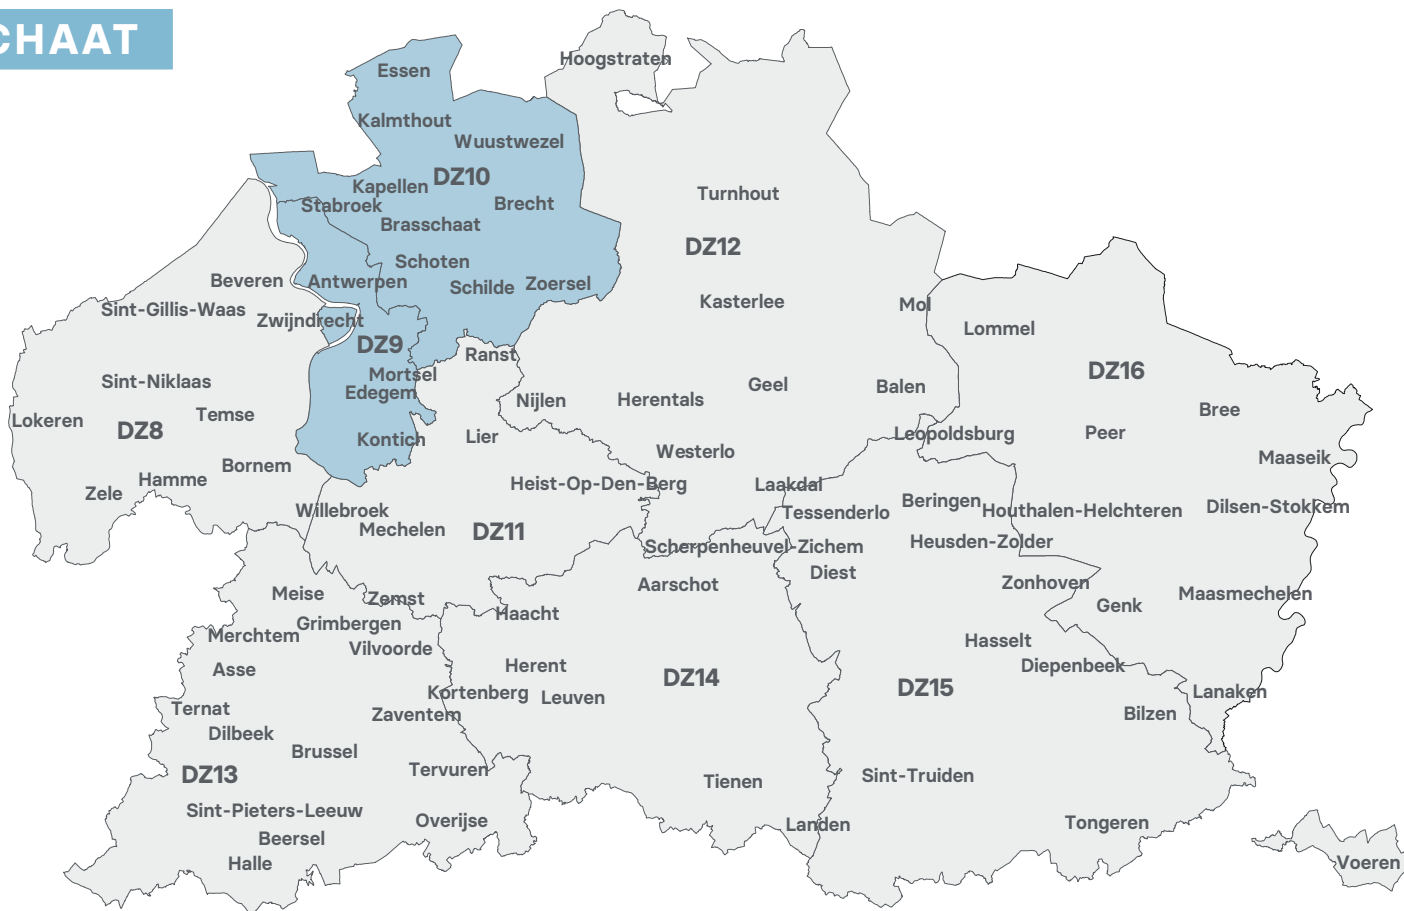 CHAAT
Hoogstraten
Essen
Kalmthout
Wuustwezel
DZ10
Kapellen
Turnhout
Stabroek
Brecht
Brasschaat
DZ12
Schoten
Beveren
Antwerpen
Schilde
Zoersel
Kasterlee
Mol
Sint-Gillis-Waas
Zwijndrecht
Lommel
DZ9
Ranst
DZ16
Mortsel
Sint-Niklaas
Geel
Balen
Edegem
Nijlen
Herentals
Bree
Temse
Lokeren
DZ8
Kontich
Lier
Leopoldsburg
Peer
Westerlo
Maaseik
Bornem
Hamme
Heist-Op-Den-Berg
Laakdal
Zele
Beringen
Dilsen-Stokkem
Willebroek
Tessenderlo
Houthalen-Helchteren
Mechelen
DZ11
Heusden-Zolder
Scherpenheuvel-Zichem
Diest
Aarschot
Zonhoven
Meise
Zemst
Maasmechelen
Genk
Haacht
Grimbergen
Merchtem
Hasselt
Vilvoorde
Herent
Diepenbeek
Asse
DZ14
DZ15
Kortenberg
Leuven
Lanaken
Ternat
Zaventem
Bilzen
Dilbeek
Brussel
Tervuren
DZ13
Sint-Truiden
Tienen
Sint-Pieters-Leeuw
Overijse
Landen
Tongeren
Beersel
Halle
Voeren